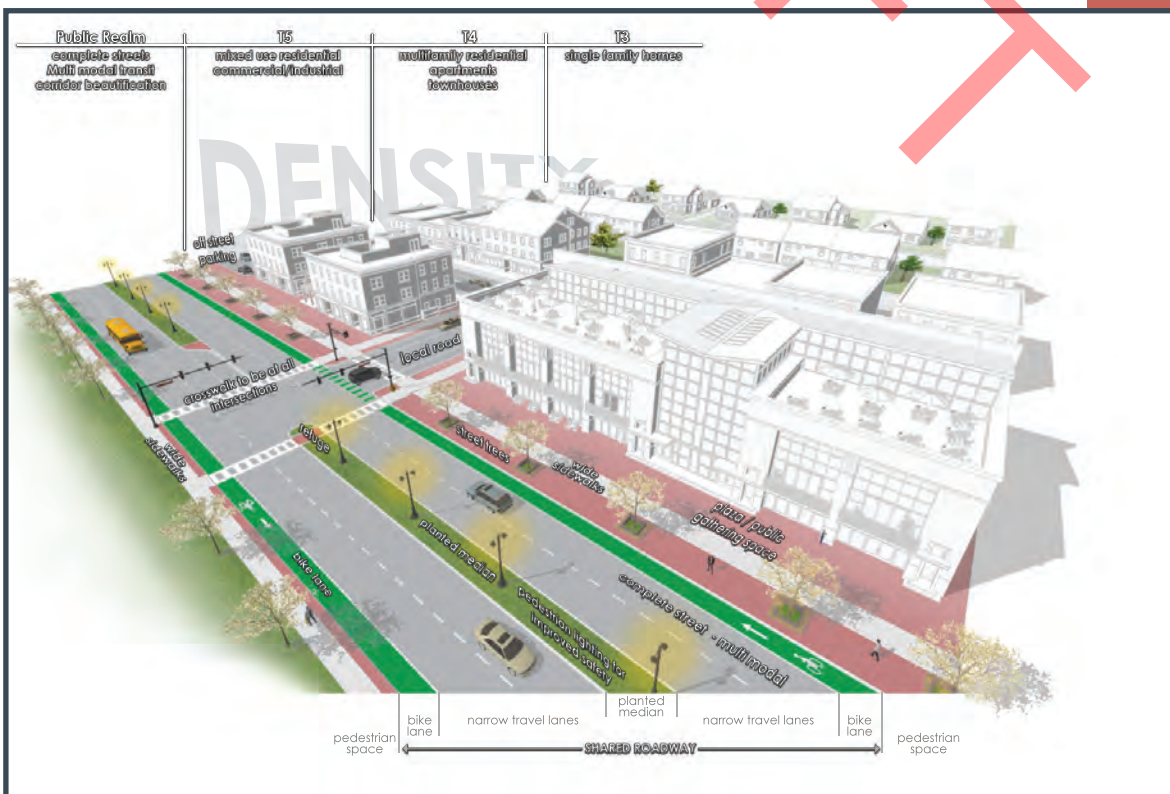 Public Realm
complete streets
Multi modal transit
corridor beautification
T5
mixed use residential
commercial/industrial
T4
multifamily residential
apartments
townhouses
T3
single family homes
DENSITY
off street
parking
local road
crosswalk to be at all
intersections
refuge
wide
sidewalks
street trees
wide
sidewalks
plaza / public
gathering space
planted median
bike lane
pedestrian lighting for
improved safety
complete street - multi modal
pedestrian
space
bike
lane
narrow travel lanes
planted
median
narrow travel lanes
bike
lane
pedestrian
space
SHARED ROADWAY